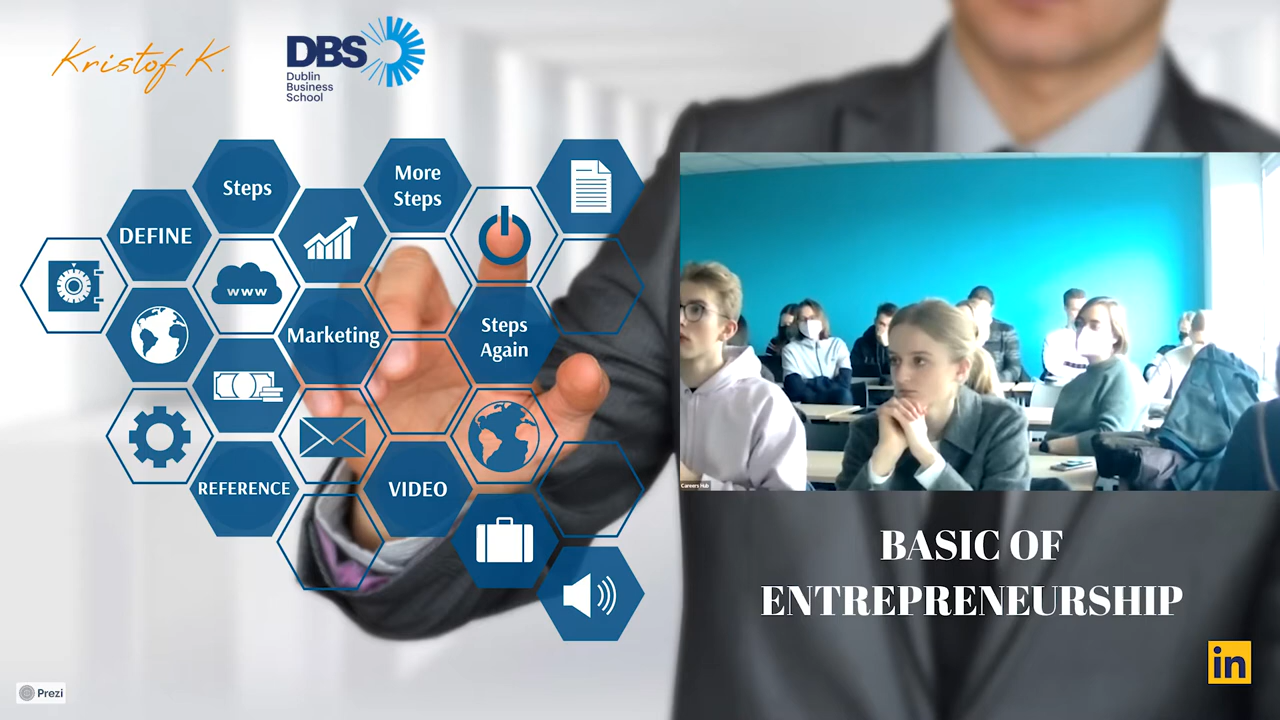 Kristof K.
DBS
Dublin
Business
School
Steps
More
Steps
DEFINE
www
Marketing
Steps
Again
REFERENCE
VIDEO
Careers Hub
BASIC OF
ENTREPRENEURSHIP
in
Prezi